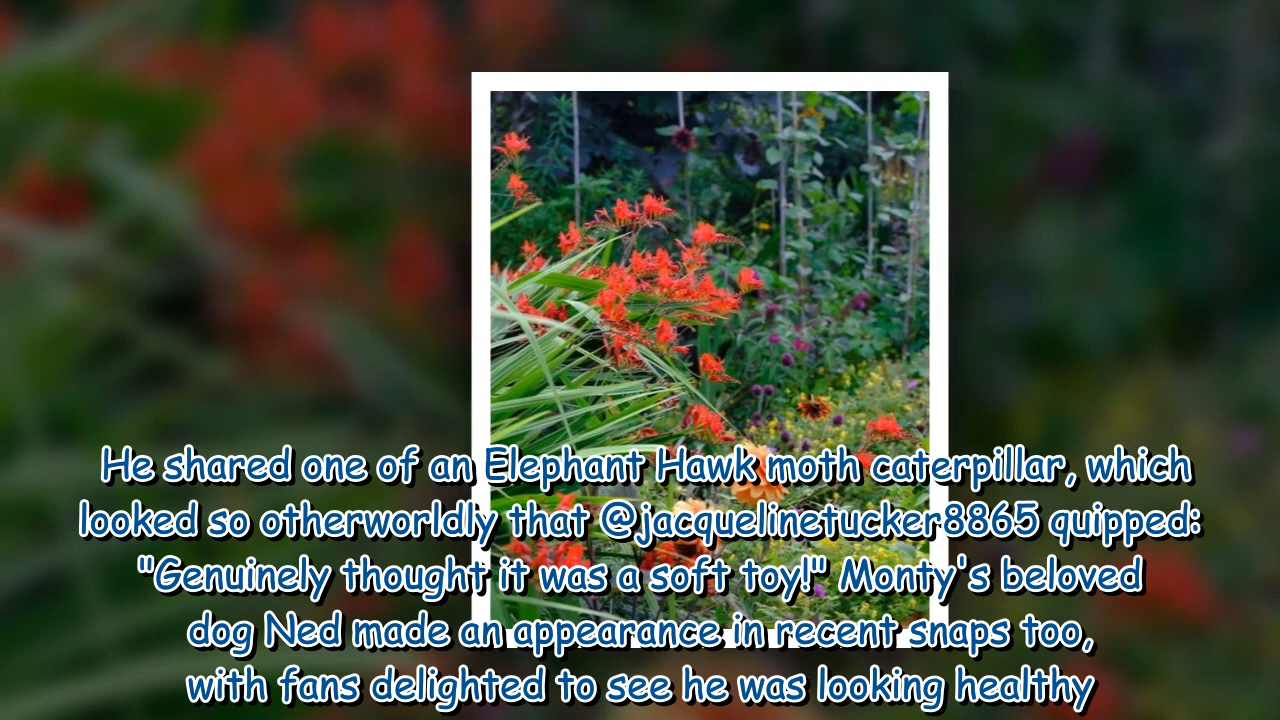 He shared one of an Elephant Hawk moth caterpillar, which
looked so otherworldly that @jacquelinetucker8865 quipped:
"Genuinely thought it was a soft toy!" Monty's beloved
dog Ned made an appearance in recent snaps too,
with fans delighted to see he was looking healthy